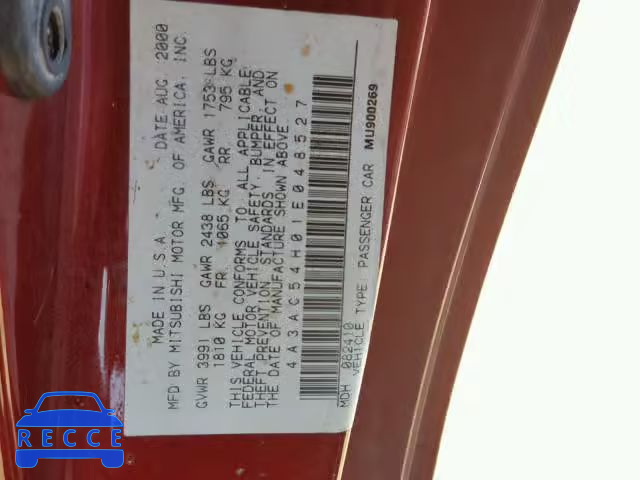 MADE IN U.S.A. DATE:AUG. 2000
MFD BY MITSUBISHI MOTOR MFG. OF AMERICA, INC.
GVWR 3991 LBS GAWR 2438 LBS GAWR 1753 LBS
1810 KG FR. 1065 KG RR 795 KG
THIS VEHICLE CONFORMS TO ALL APPLICABLE
FEDERAL MOTOR VEHICLE SAFETY, BUMPER, AND
THEFT PREVENTION STANDARDS IN EFFECT ON
THE DATE OF MANUFACTURE SHOWN ABOVE.
4A3AC54H01E048527
MDH 082410
VEHICLE TYPE: PASSENGER CAR MU900269
RECCE